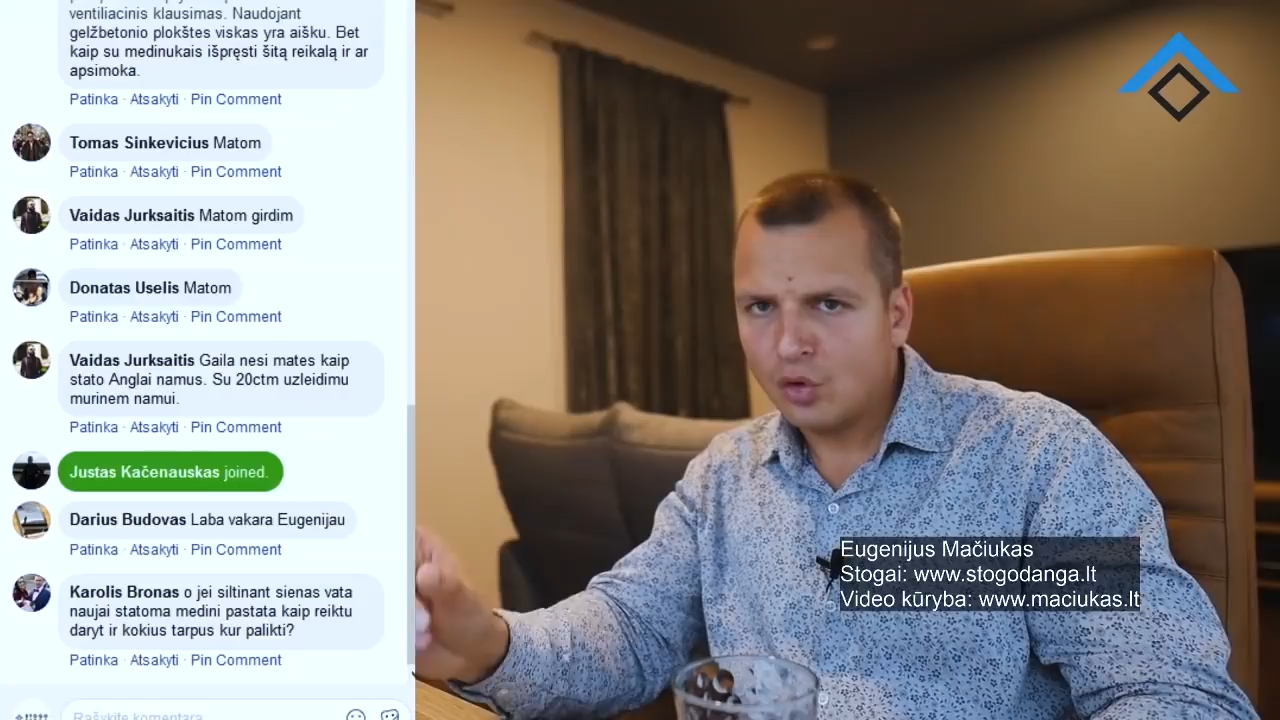 ventiliacinis klausimas. Naudojant
gelžbetonio plokštes viskas yra aišku. Bet
kaip su medinukais išpręsti šitą reikalą ir ar
apsimoka.
Patinka · Atsakyti · Pin Comment
Tomas Sinkevicius Matom
Patinka · Atsakyti · Pin Comment
Vaidas Jurksaitis Matom girdim
Patinka · Atsakyti · Pin Comment
Donatas Uselis Matom
Patinka · Atsakyti · Pin Comment
Vaidas Jurksaitis Gaila nesi mates kaip
stato Anglai namus. Su 20ctm uzleidimu
murinem namui.
Patinka · Atsakyti · Pin Comment
Justas Kačenauskas joined.
Darius Budovas Laba vakara Eugenijau
Patinka · Atsakyti · Pin Comment
Karolis Bronas o jei siltinant sienas vata
naujai statoma medini pastata kaip reiktu
daryt ir kokius tarpus kur palikti?
Patinka · Atsakyti · Pin Comment
Rašykite komentarą
Eugenijus Mačiukas
Stogai: www.stogodanga.lt
Video kūryba: www.maciukas.lt